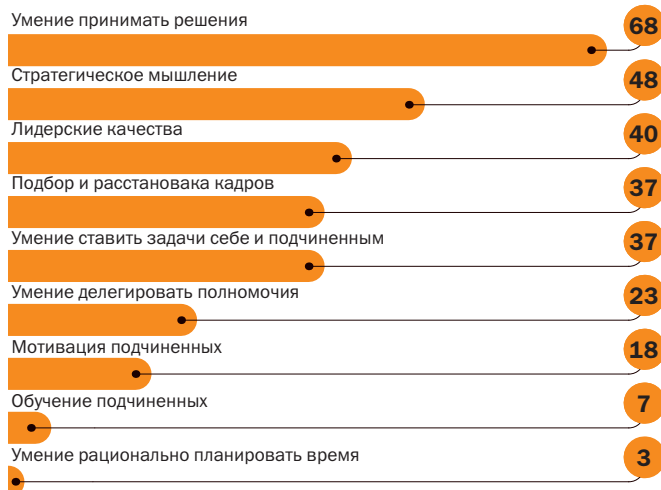 Умение принимать решения
68
Стратегическое мышление
48
Лидерские качества
40
Подбор и расстановака кадров
37
Умение ставить задачи себе и подчиненным
37
Умение делегировать полномочия
23
Мотивация подчиненных
18
Обучение подчиненных
7
Умение рационально планировать время
3